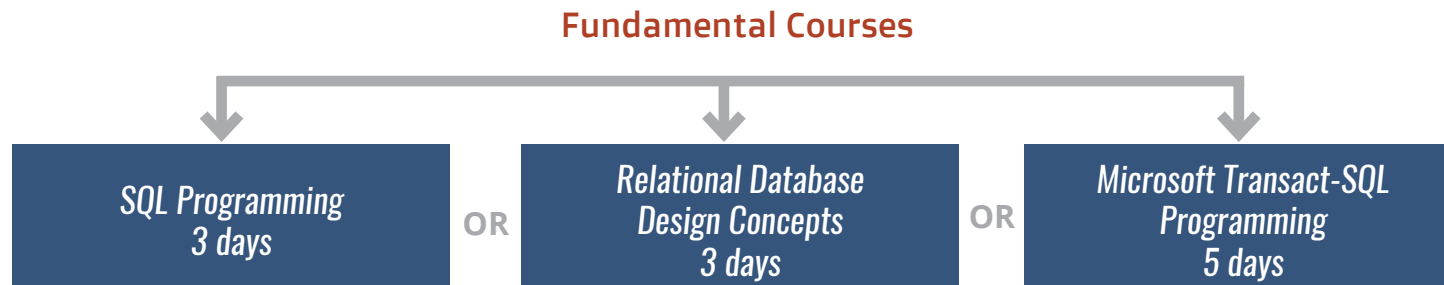 Fundamental Courses
SQL Programming
3 days
OR
Relational Database
Design Concepts
3 days
OR
Microsoft Transact-SQL
Programming
5 days